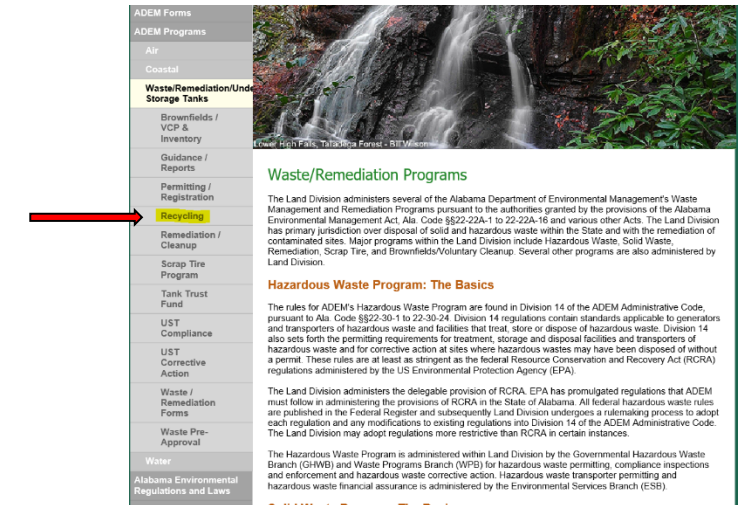 ADEM Forms
ADEM Programs
Air
Coastal
Waste/Remediation/Unde
Storage Tanks
Brownfields /
VCP &
Inventory
Guidance /
Reports
Permitting /
Registration
Recycling
Remediation /
Cleanup
Scrap Tire
Program
Tank Trust
Fund
UST
Compliance
UST
Corrective
Action
Waste /
Remediation
Forms
Waste Pre-
Approval
Water
Alabama Environmental
Regulations and Laws
Lower High Falls, Talladega Forest - Bill Wilson
Waste/Remediation Programs
The Land Division administers several of the Alabama Department of Environmental Management's Waste
Management and Remediation Programs pursuant to the authorities granted by the provisions of the Alabama
Environmental Management Act, Ala. Code §§22-22A-1 to 22-22A-16 and various other Acts. The Land Division
has primary jurisdiction over disposal of solid and hazardous waste within the State and with the remediation of
contaminated sites. Major programs within the Land Division include Hazardous Waste, Solid Waste,
Remediation, Scrap Tire, and Brownfields/Voluntary Cleanup. Several other programs are also administered by
Land Division.
Hazardous Waste Program: The Basics
The rules for ADEM's Hazardous Waste Program are found in Division 14 of the ADEM Administrative Code,
pursuant to Ala. Code §§22-30-1 to 22-30-24. Division 14 regulations contain standards applicable to generators
and transporters of hazardous waste and facilities that treat, store or dispose of hazardous waste. Division 14
also sets forth the permitting requirements for treatment, storage and disposal facilities and transporters of
hazardous waste and for corrective action at sites where hazardous wastes may have been disposed of without
a permit. These rules are at least as stringent as the federal Resource Conservation and Recovery Act (RCRA)
regulations administered by the US Environmental Protection Agency (EPA).
The Land Division administers the delegable provision of RCRA. EPA has promulgated regulations that ADEM
must follow in administering the provisions of RCRA in the State of Alabama. All federal hazardous waste rules
are published in the Federal Register and subsequently Land Division undergoes a rulemaking process to adopt
each regulation and any modifications to existing regulations into Division 14 of the ADEM Administrative Code.
The Land Division may adopt regulations more restrictive than RCRA in certain instances.
The Hazardous Waste Program is administered within Land Division by the Governmental Hazardous Waste
Branch (GHWB) and Waste Programs Branch (WPB) for hazardous waste permitting, compliance inspections
and enforcement and hazardous waste corrective action. Hazardous waste transporter permitting and
hazardous waste financial assurance is administered by the Environmental Services Branch (ESB).